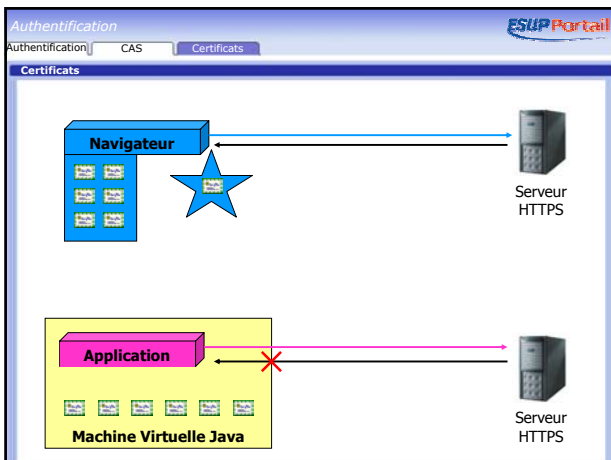 Authentification
ESUP Portail
Authentification
CAS
Certificats
Certificats
Navigateur
Serveur
HTTPS
Application
Machine Virtuelle Java
Serveur
HTTPS